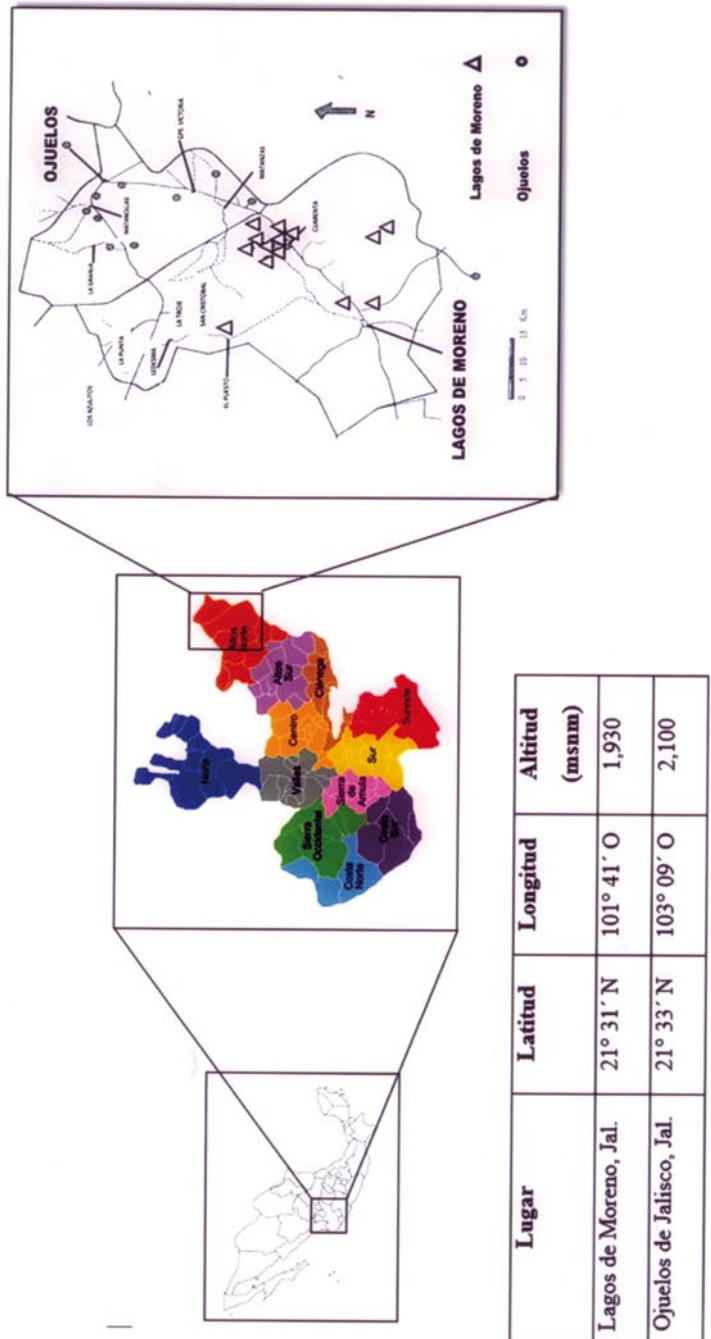 OJUELOS
LA GRANJA
MATANCILLAS
LOS AZULITOS
LA PUNTA
LEDESMA
LA TROJE
SAN CRISTOBAL
GPE. VICTORIA
EL PUESTO
MATANZAS
CUARENTA
N
LAGOS DE MORENO
0 5 10 15 Km
Lagos de Moreno
Ojuelos
Norte
Altos
Norte
Altos
Sur
Centro
Ciénega
Valles
Sierra
Occidental
Costa
Norte
Sierra
de
Amula
Sur
Costa
Sur
Sureste
Lugar Latitud Longitud Altitud
(msnm)
Lagos de Moreno, Jal. 21° 31´ N 101° 41´ O 1,930
Ojuelos de Jalisco, Jal. 21° 33´ N 103° 09´ O 2,100